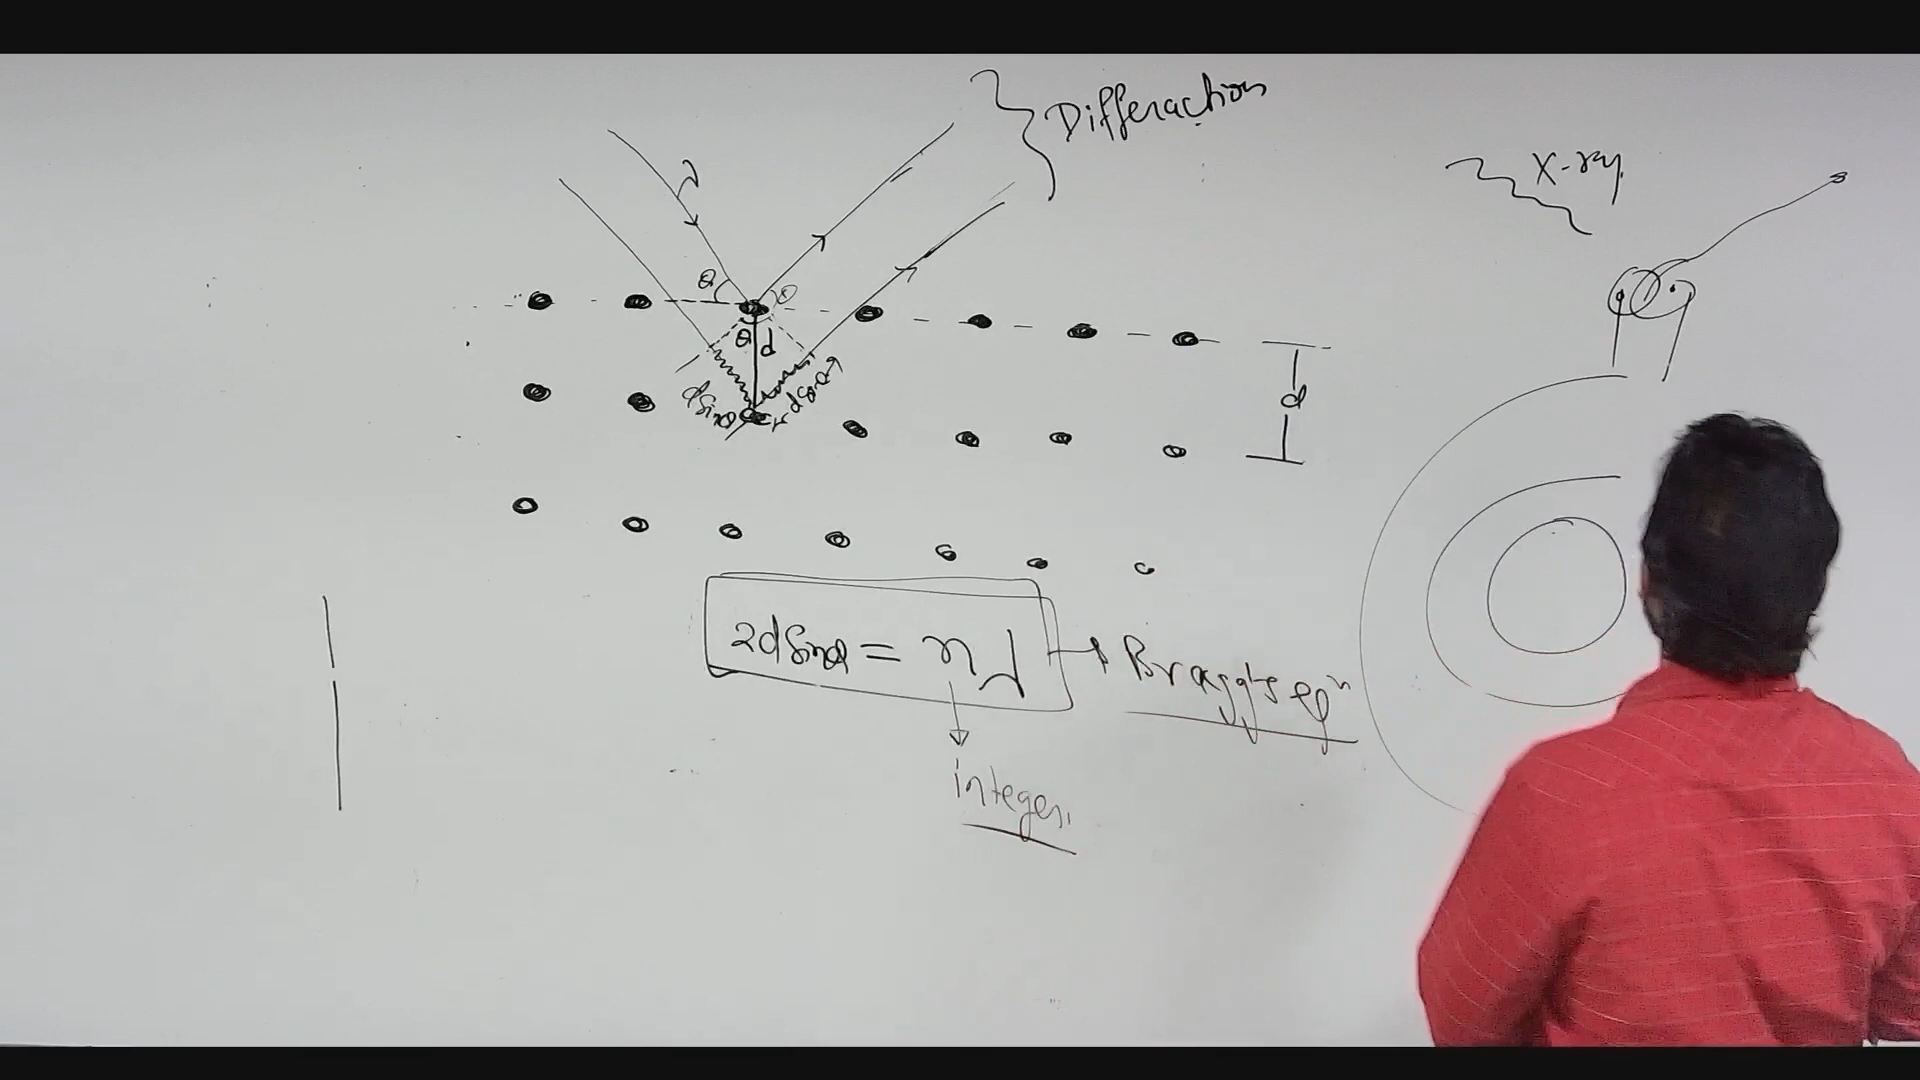 Differaction
X-ray
λ
θ
θ
θ
d
dsinθ
dsinθ
d
2dsinθ = nλ → Bragg's eqn
integer